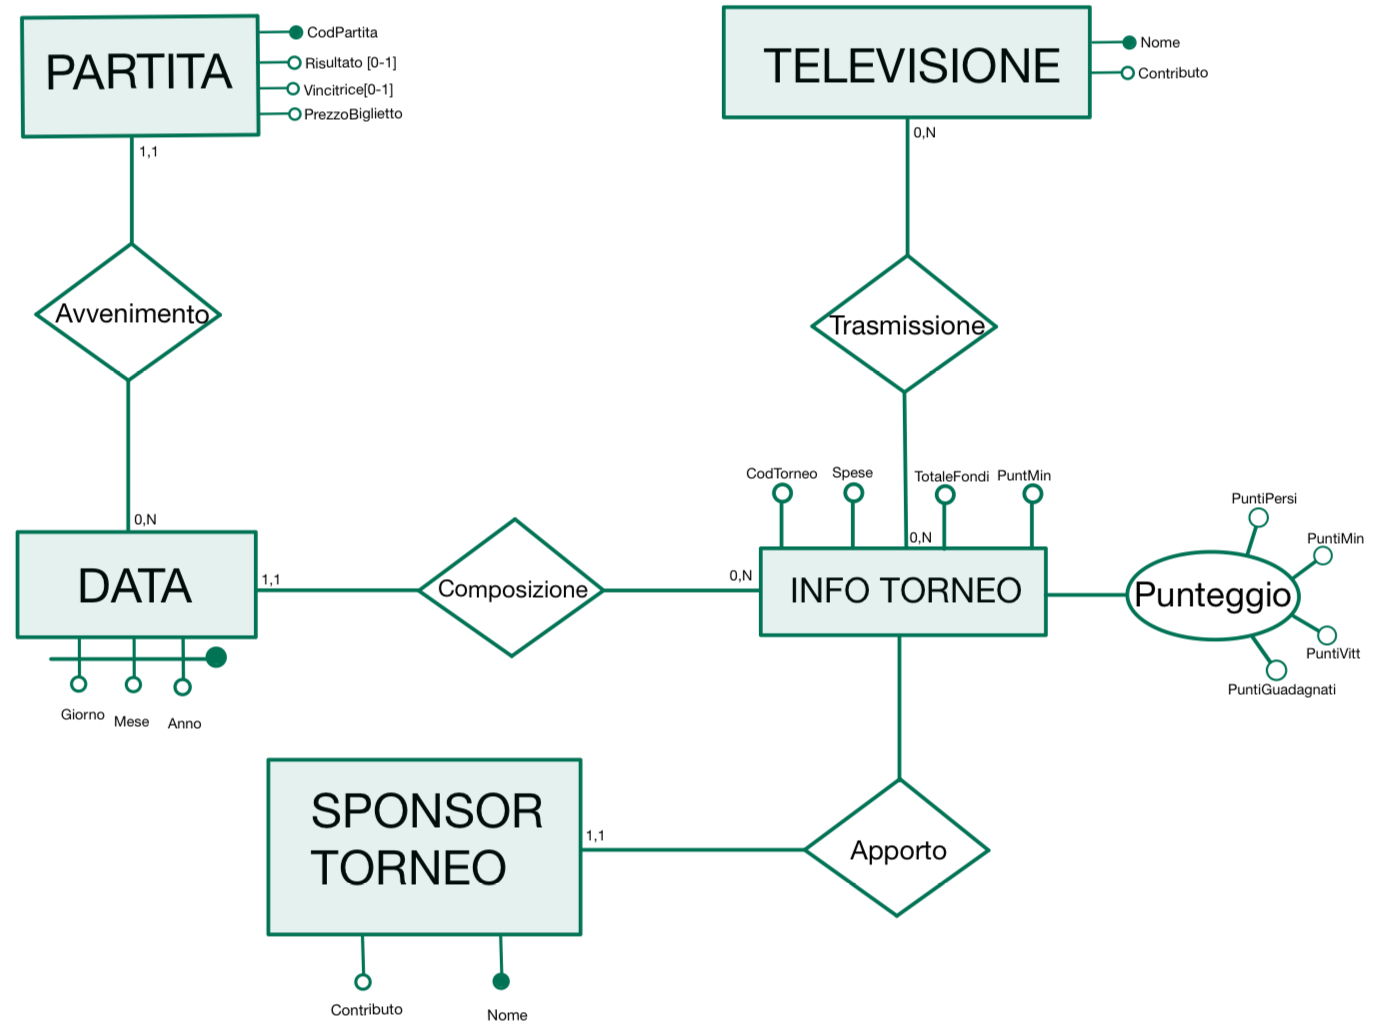 PARTITA
CodPartita
Risultato [0-1]
Vincitrice[0-1]
PrezzoBiglietto
1,1
Avvenimento
0,N
DATA
Giorno
Mese
Anno
1,1
Composizione
0,N
TELEVISIONE
Nome
Contributo
0,N
Trasmissione
0,N
CodTorneo
Spese
TotaleFondi
PuntMin
INFO TORNEO
Punteggio
PuntiPersi
PuntiMin
PuntiVitt
PuntiGuadagnati
SPONSOR
TORNEO
1,1
Apporto
Contributo
Nome